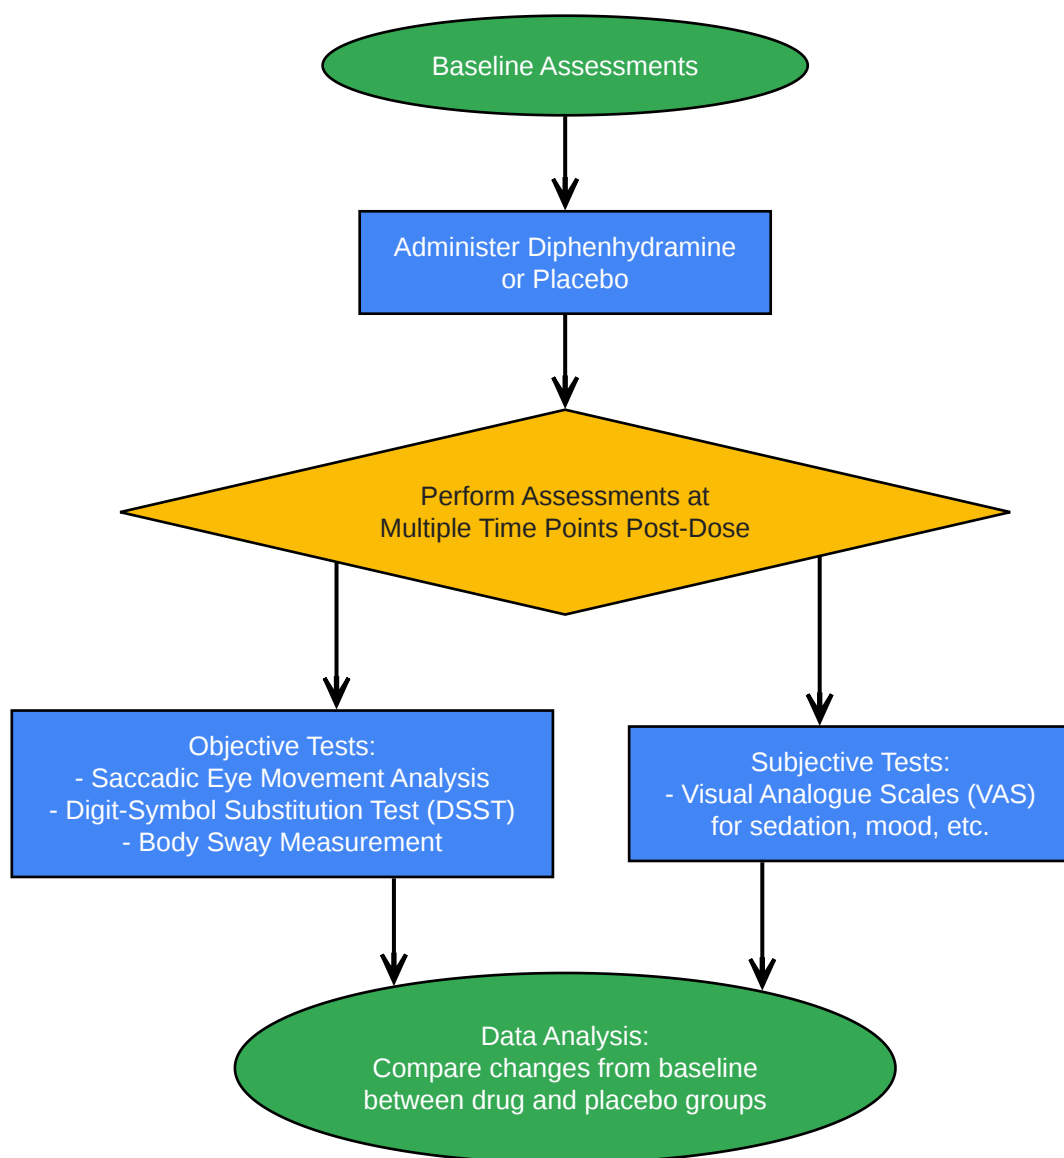 Baseline Assessments
Administer Diphenhydramine
or Placebo
Perform Assessments at
Multiple Time Points Post-Dose
Objective Tests:
- Saccadic Eye Movement Analysis
- Digit-Symbol Substitution Test (DSST)
- Body Sway Measurement
Subjective Tests:
- Visual Analogue Scales (VAS)
for sedation, mood, etc.
Data Analysis:
Compare changes from baseline
between drug and placebo groups